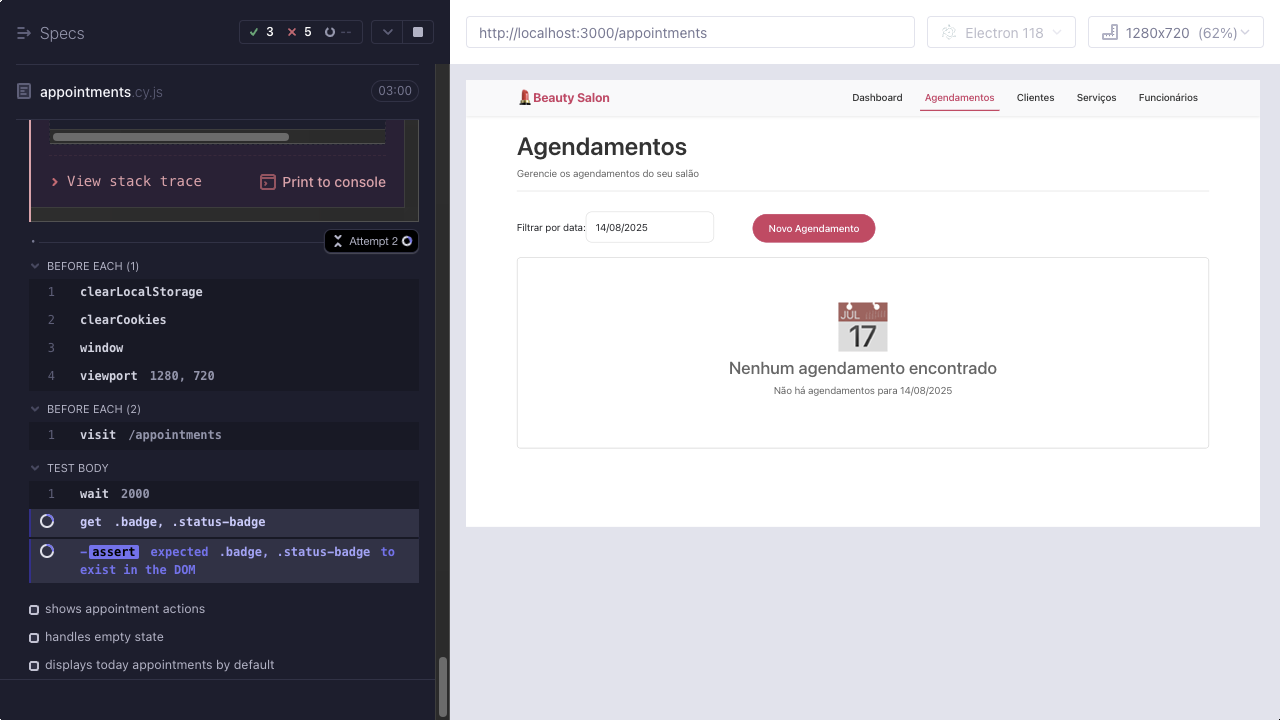 Specs
3
5
--
appointments.cy.js
03:00
View stack trace
Print to console
Attempt 2
BEFORE EACH (1)
1 clearLocalStorage
2 clearCookies
3 window
4 viewport 1280, 720
BEFORE EACH (2)
1 visit /appointments
TEST BODY
1 wait 2000
get .badge, .status-badge
-assert expected .badge, .status-badge to
exist in the DOM
shows appointment actions
handles empty state
displays today appointments by default
http://localhost:3000/appointments
Electron 118
1280x720 (62%)
Beauty Salon
Dashboard
Agendamentos
Clientes
Serviços
Funcionários
Agendamentos
Gerencie os agendamentos do seu salão
Filtrar por data: 14/08/2025
Novo Agendamento
JUL
17
Nenhum agendamento encontrado
Não há agendamentos para 14/08/2025